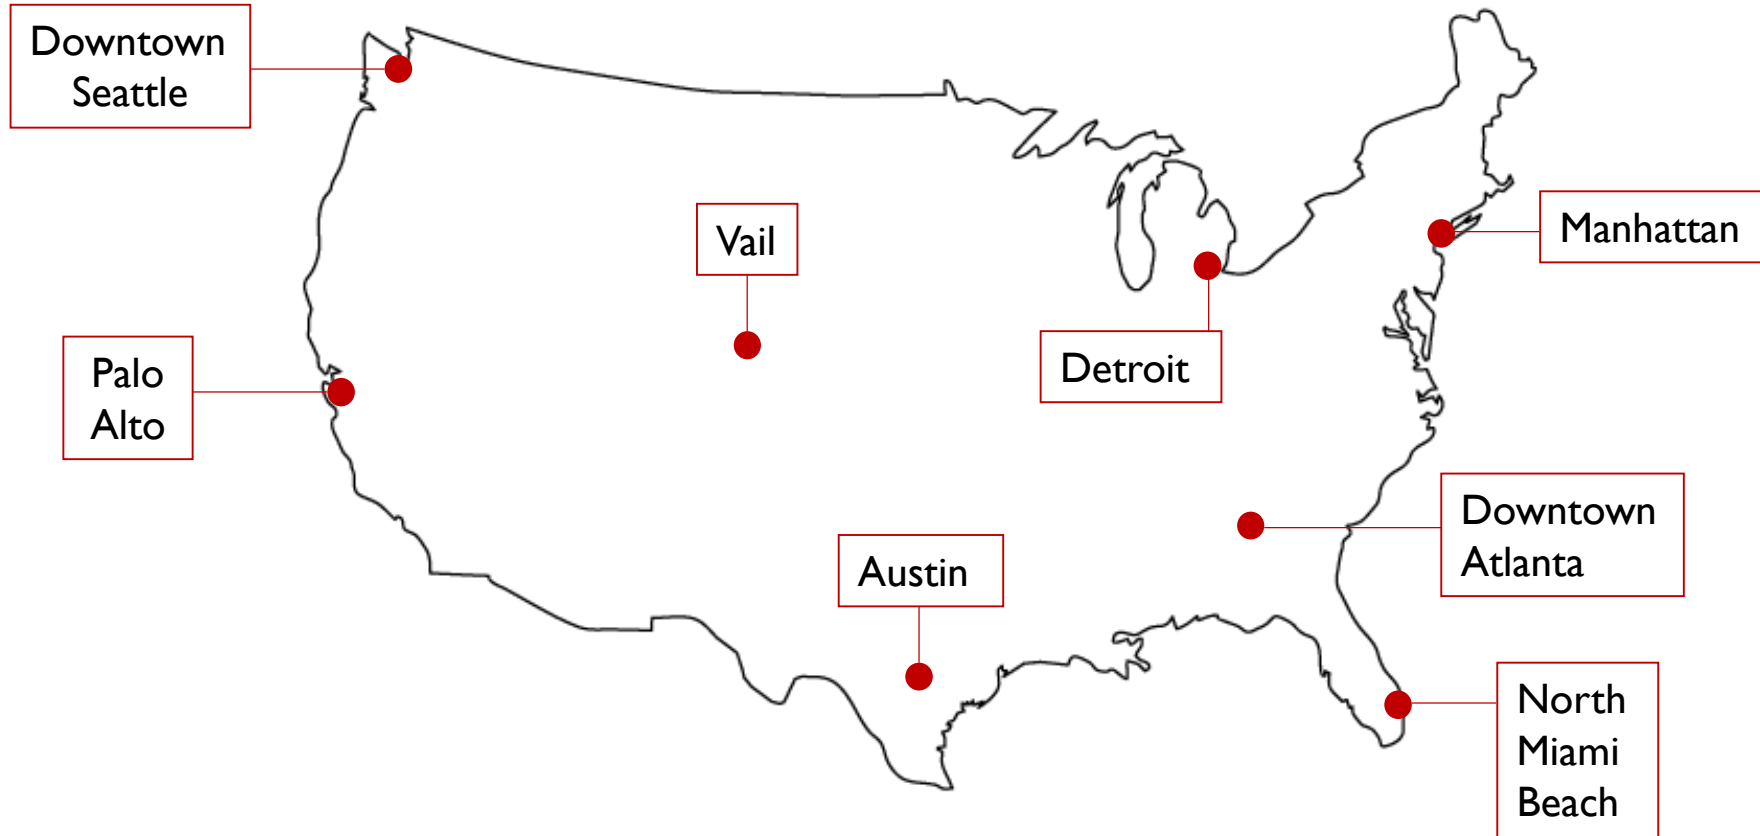 Downtown
Seattle
Vail
Manhattan
Palo
Alto
Detroit
Downtown
Atlanta
Austin
North
Miami
Beach